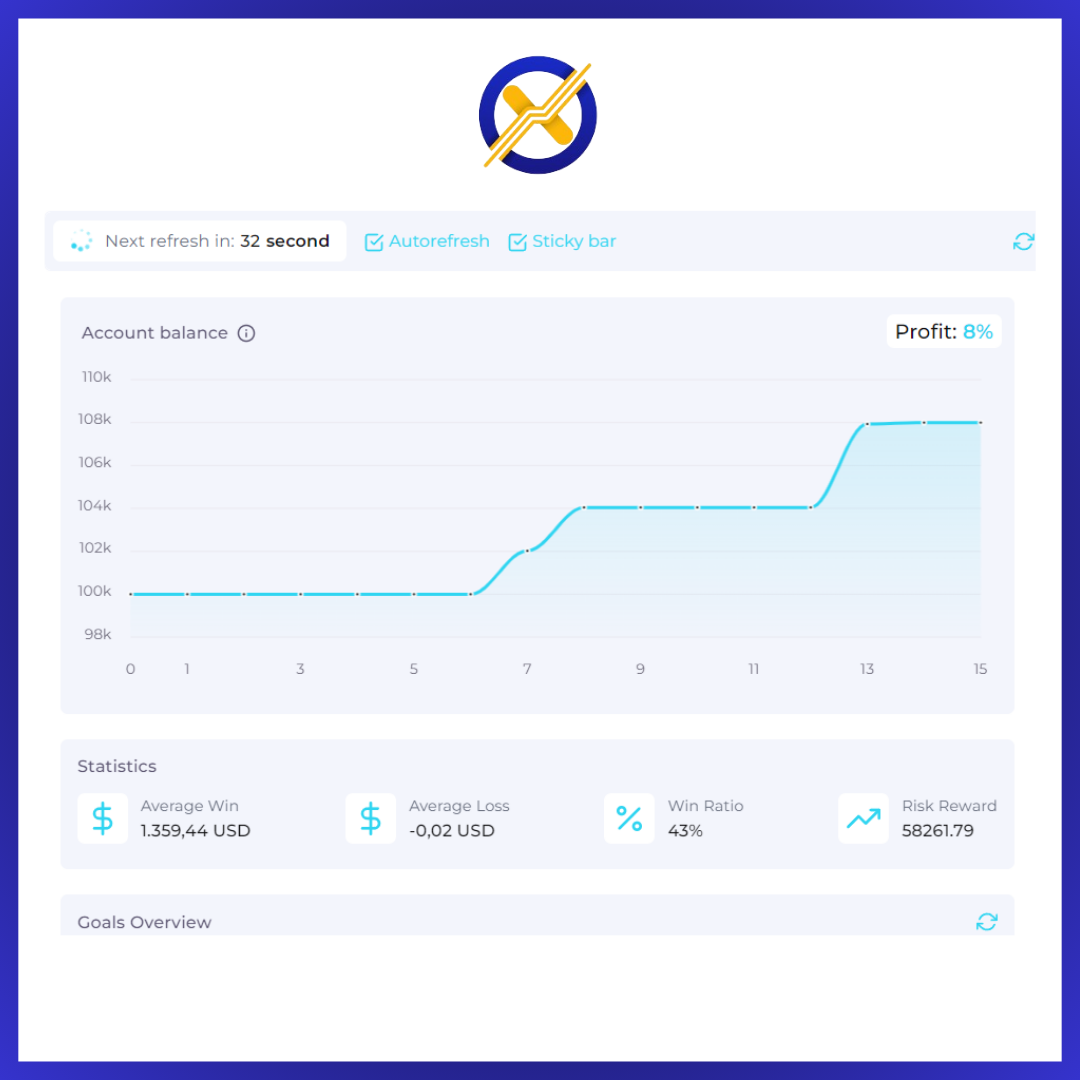 Next refresh in: 32 second Autorefresh Sticky bar
Account balance Profit: 8%
110k
108k
106k
104k
102k
100k
98k
0 1 3 5 7 9 11 13 15
Statistics
Average Win Average Loss Win Ratio Risk Reward
1.359,44 USD -0,02 USD 43% 58261.79
Goals Overview